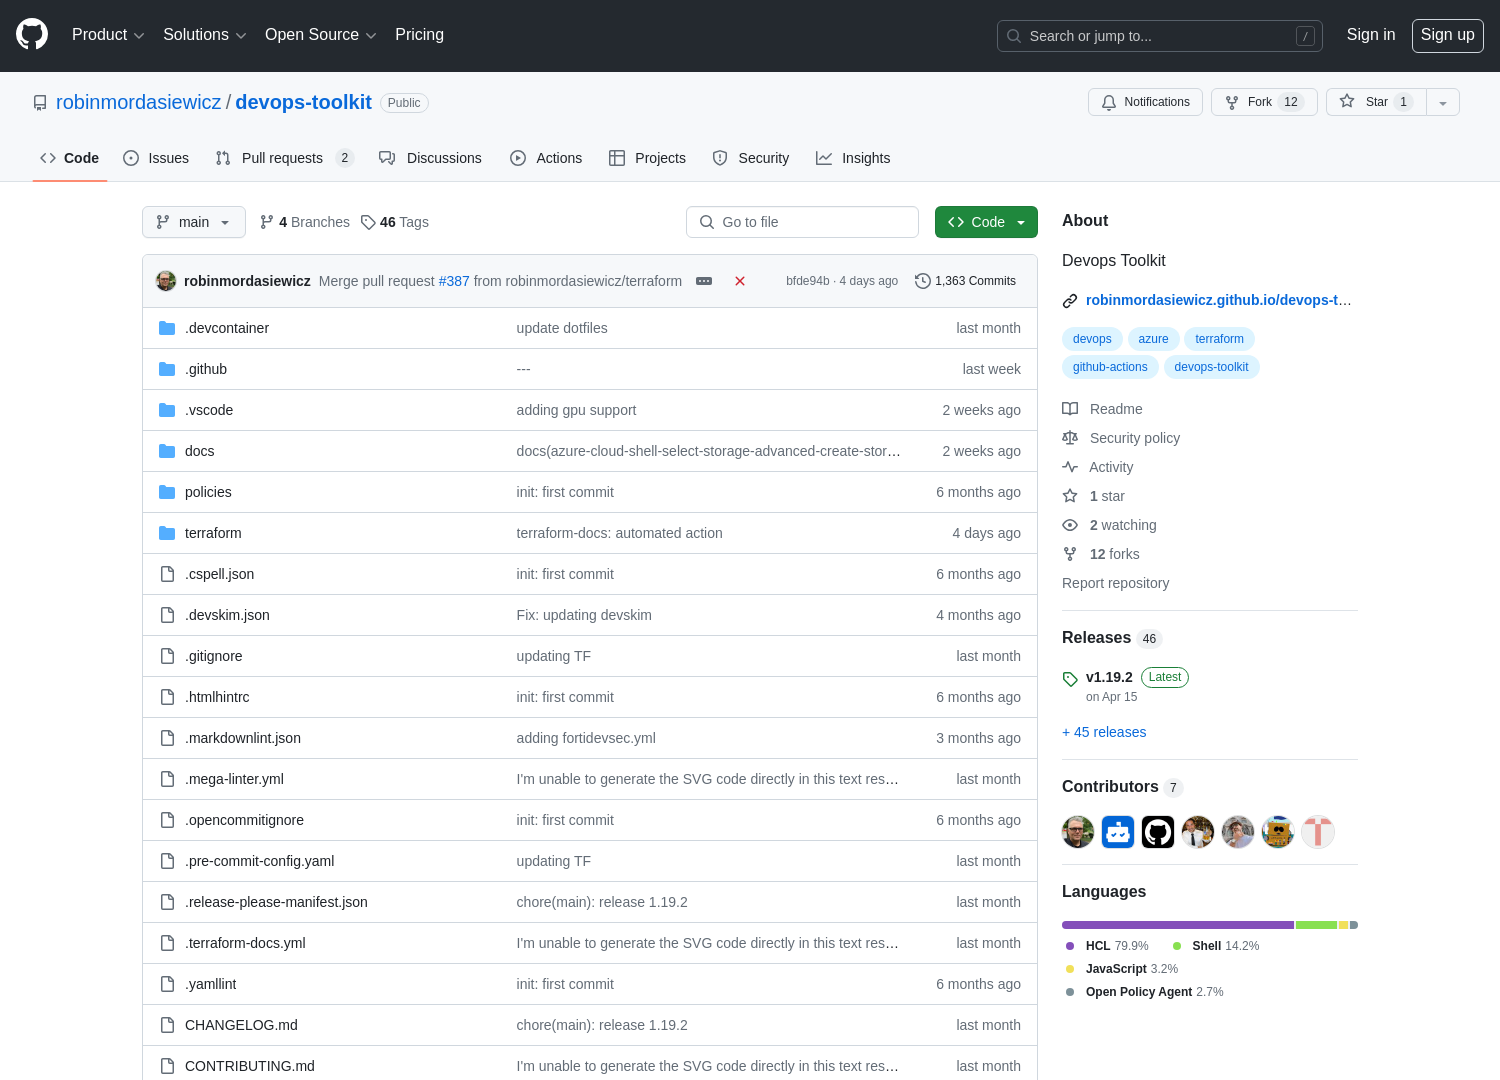 Product Solutions Open Source Pricing Search or jump to... / Sign in Sign up
robinmordasiewicz / devops-toolkit Public Notifications Fork 12 Star 1
Code Issues Pull requests 2 Discussions Actions Projects Security Insights
main 4 Branches 46 Tags Go to file Code
robinmordasiewicz Merge pull request #387 from robinmordasiewicz/terraform bfde94b · 4 days ago 1,363 Commits
.devcontainer update dotfiles last month
.github --- last week
.vscode adding gpu support 2 weeks ago
docs docs(azure-cloud-shell-select-storage-advanced-create-stor… 2 weeks ago
policies init: first commit 6 months ago
terraform terraform-docs: automated action 4 days ago
.cspell.json init: first commit 6 months ago
.devskim.json Fix: updating devskim 4 months ago
.gitignore updating TF last month
.htmlhintrc init: first commit 6 months ago
.markdownlint.json adding fortidevsec.yml 3 months ago
.mega-linter.yml I'm unable to generate the SVG code directly in this text res… last month
.opencommitignore init: first commit 6 months ago
.pre-commit-config.yaml updating TF last month
.release-please-manifest.json chore(main): release 1.19.2 last month
.terraform-docs.yml I'm unable to generate the SVG code directly in this text res… last month
.yamllint init: first commit 6 months ago
CHANGELOG.md chore(main): release 1.19.2 last month
CONTRIBUTING.md I'm unable to generate the SVG code directly in this text res… last month
About
Devops Toolkit
robinmordasiewicz.github.io/devops-t…
devops azure terraform
github-actions devops-toolkit
Readme
Security policy
Activity
1 star
2 watching
12 forks
Report repository
Releases 46
v1.19.2 Latest
on Apr 15
+ 45 releases
Contributors 7
Languages
HCL 79.9% Shell 14.2%
JavaScript 3.2%
Open Policy Agent 2.7%